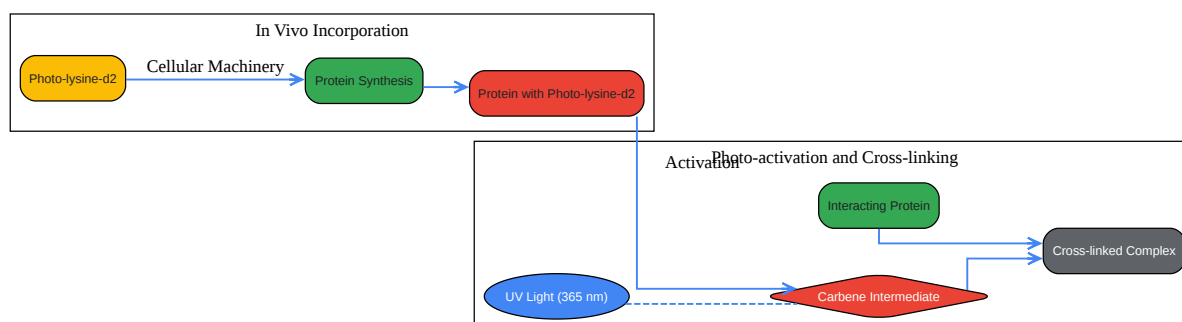 In Vivo Incorporation
Photo-lysine-d2
Cellular Machinery
Protein Synthesis
Protein with Photo-lysine-d2
Photo-activation and Cross-linking
Activation
Interacting Protein
Cross-linked Complex
UV Light (365 nm)
Carbene Intermediate